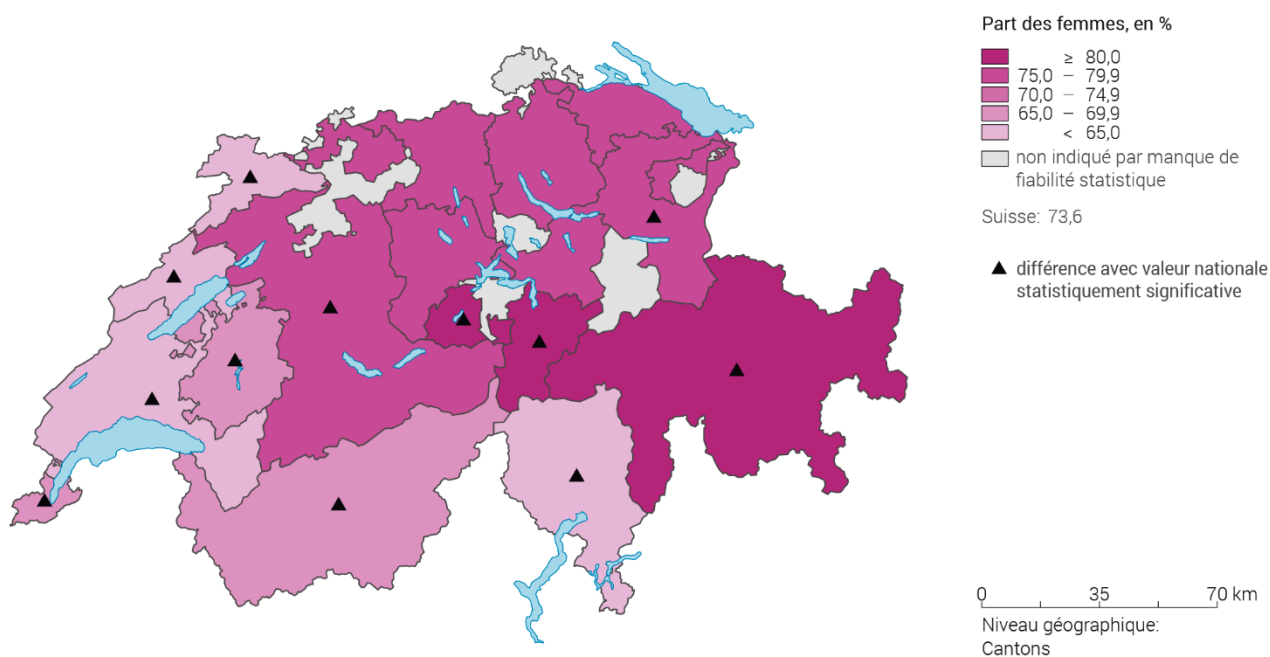 Part des femmes, en %
≥ 80,0
75,0 – 79,9
70,0 – 74,9
65,0 – 69,9
< 65,0
non indiqué par manque de
fiabilité statistique
Suisse: 73,6
▲ différence avec valeur nationale
statistiquement significative
0 35 70 km
Niveau géographique:
Cantons